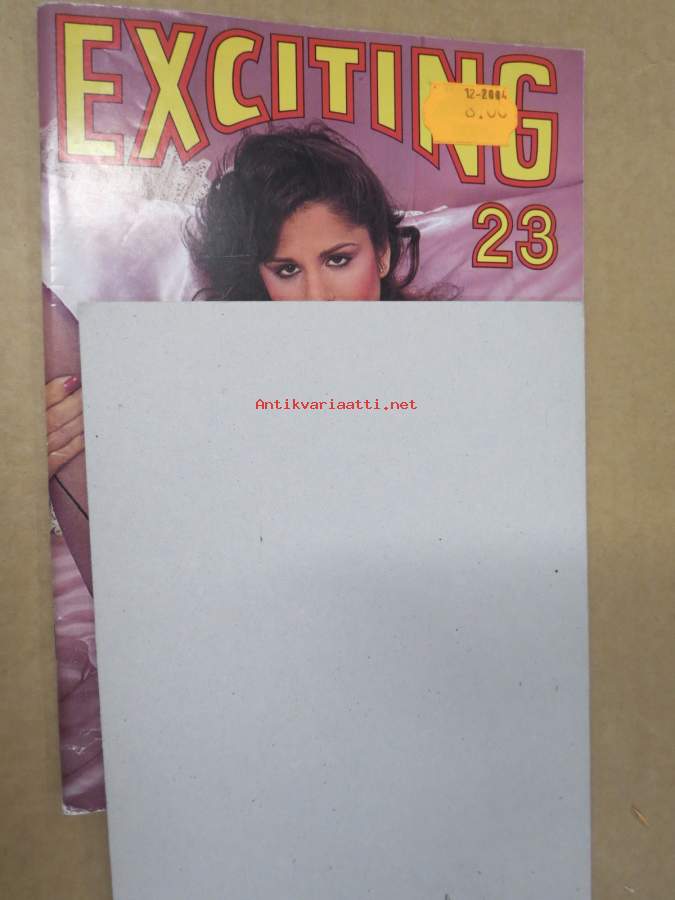 EXCITING
12-2004
23
Antikvariaatti.net